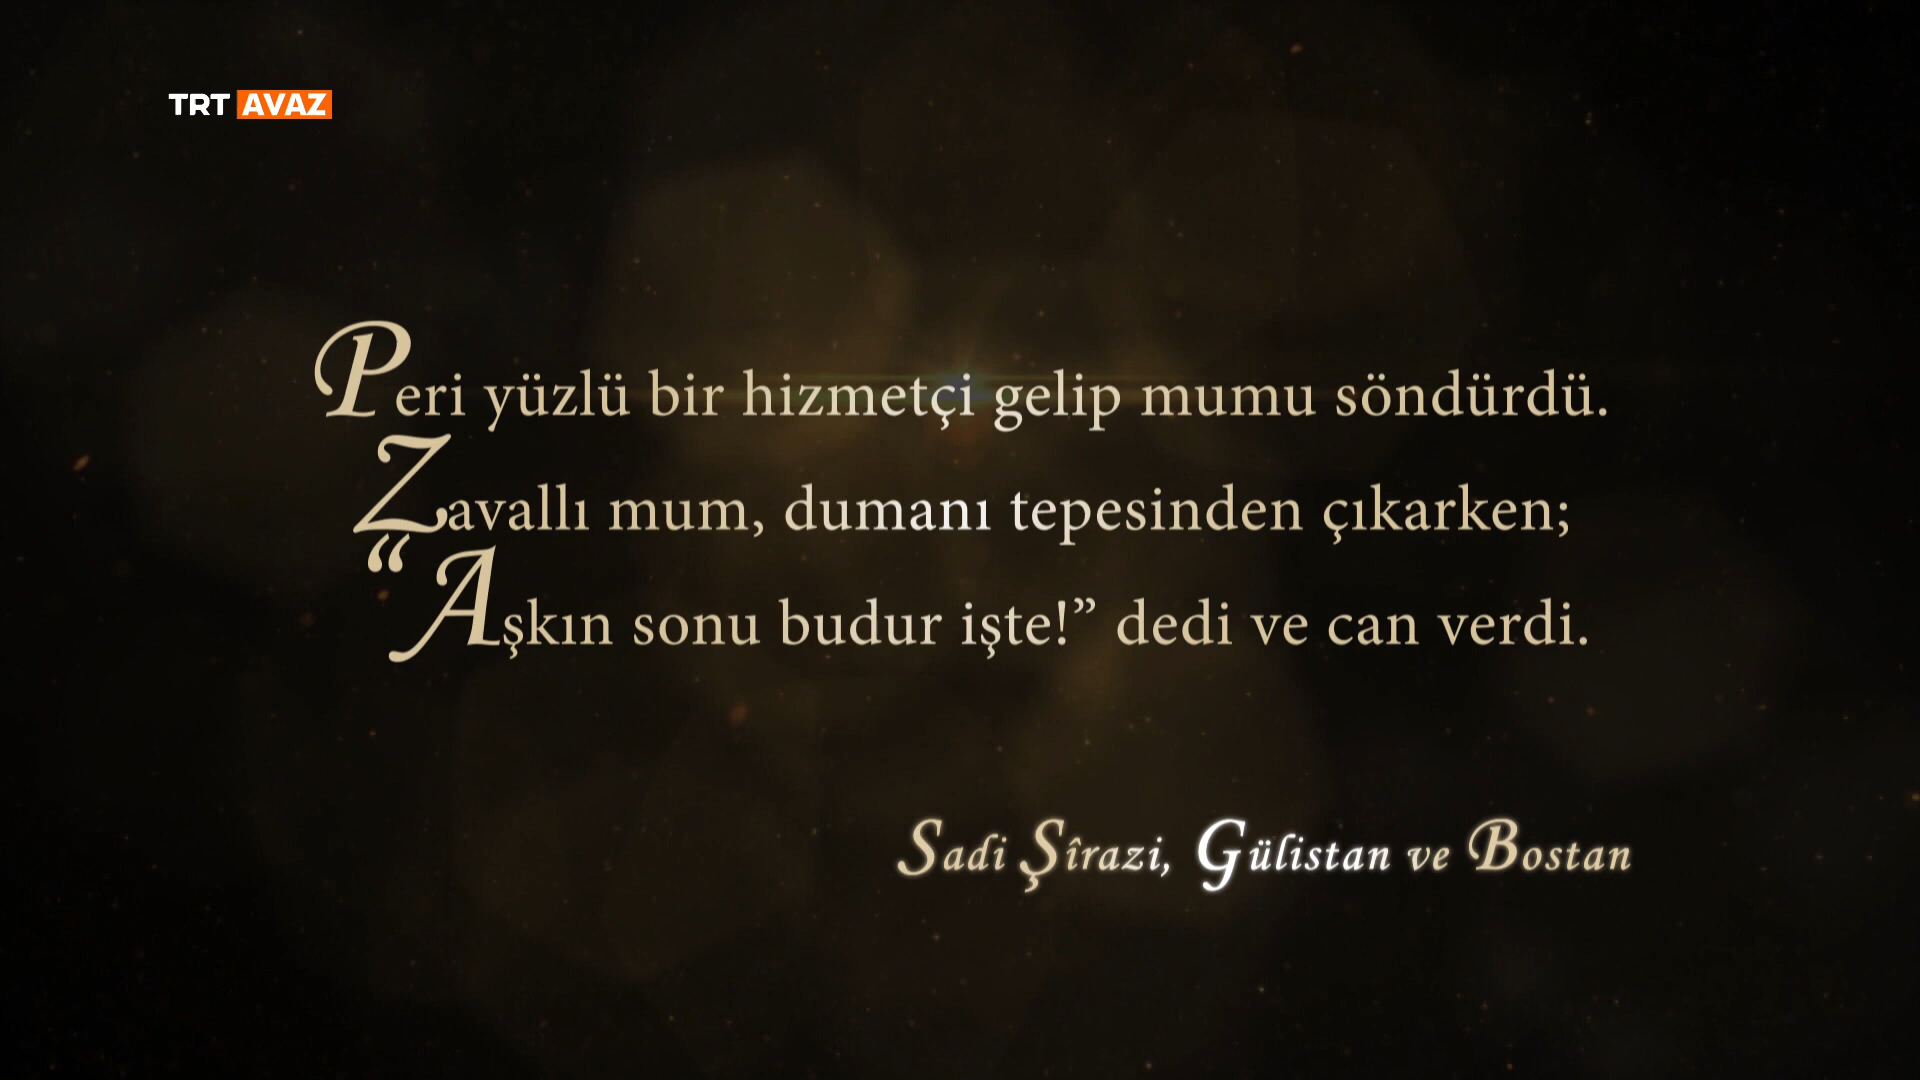 TRT AVAZ
Peri yüzlü bir hizmetçi gelip mumu söndürdü.
Zavallı mum, dumanı tepesinden çıkarken;
“Aşkın sonu budur işte!” dedi ve can verdi.
Sadi Şîrazi, Gülistan ve Bostan